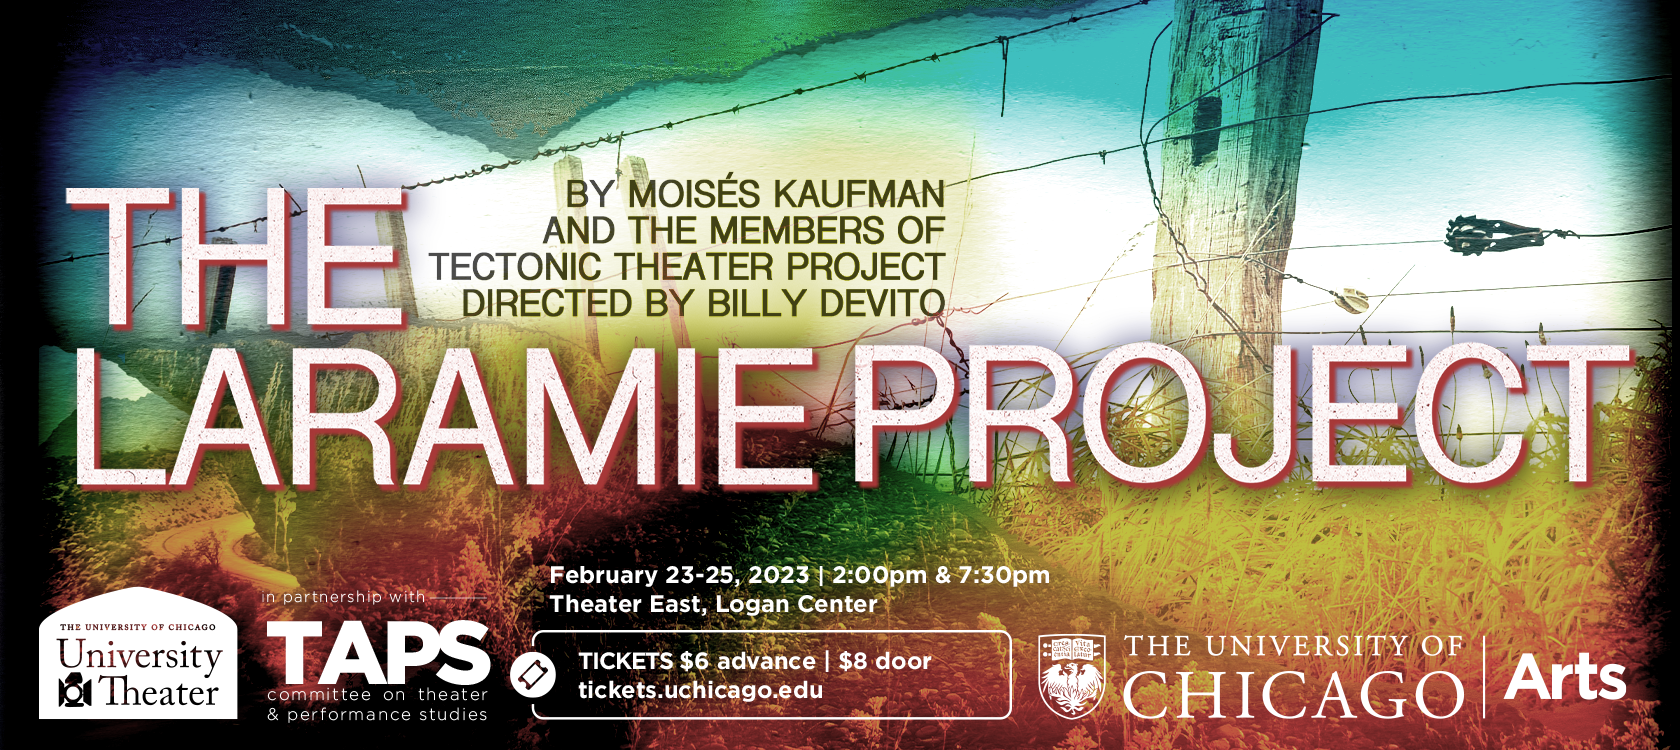 THE
BY MOISÉS KAUFMAN
AND THE MEMBERS OF
TECTONIC THEATER PROJECT
DIRECTED BY BILLY DEVITO
LARAMIE PROJECT
February 23-25, 2023 | 2:00pm & 7:30pm
Theater East, Logan Center
THE UNIVERSITY OF CHICAGO
University
Theater
in partnership with
TAPS
committee on theater
& performance studies
TICKETS $6 advance | $8 door
tickets.uchicago.edu
THE UNIVERSITY OF
CHICAGO
Arts